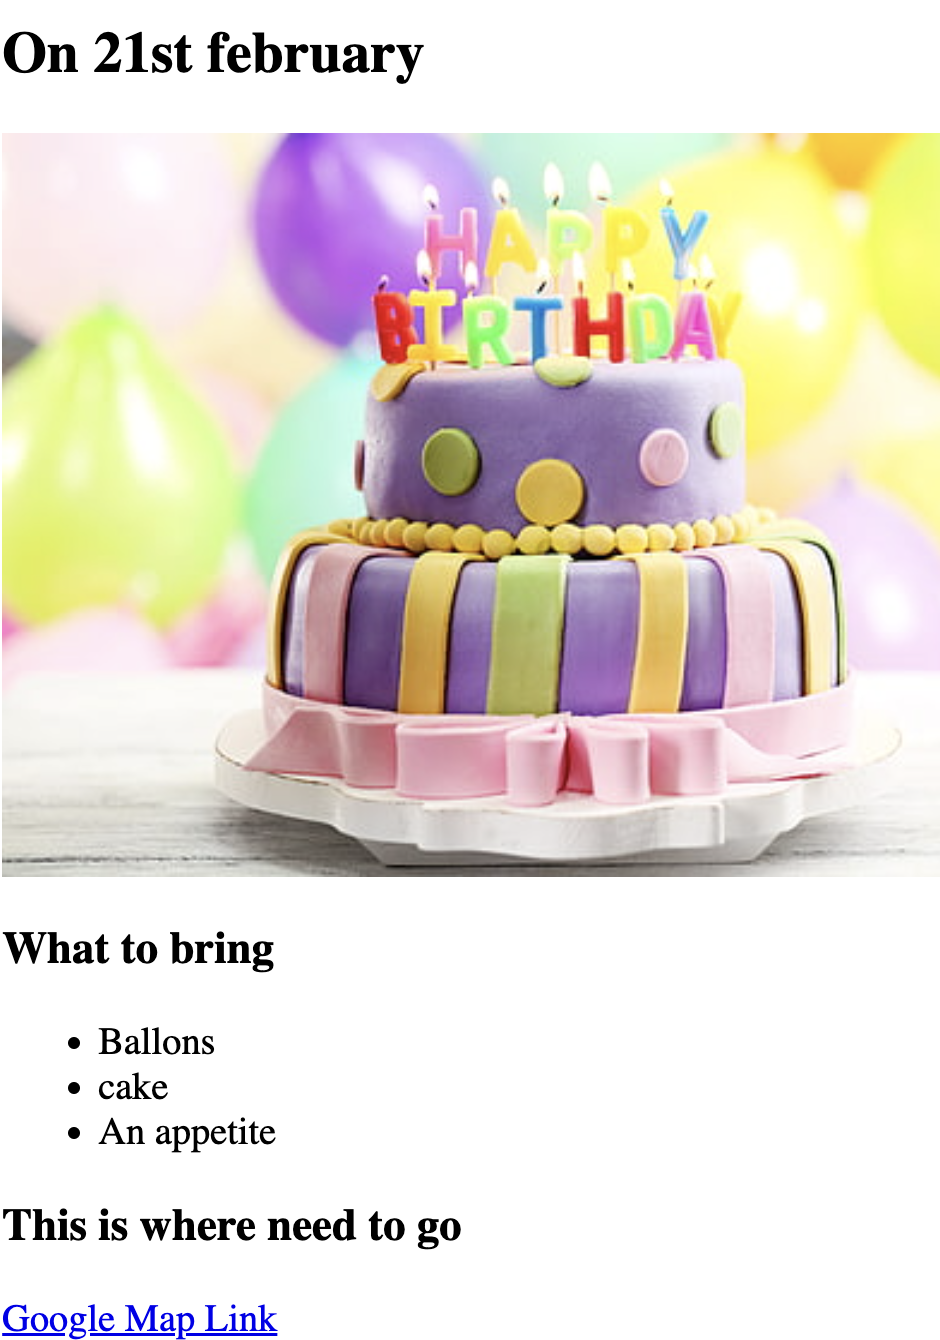 On 21st february
HAPPY
BIRTHDAY
What to bring
Ballons
cake
An appetite
This is where need to go
Google Map Link